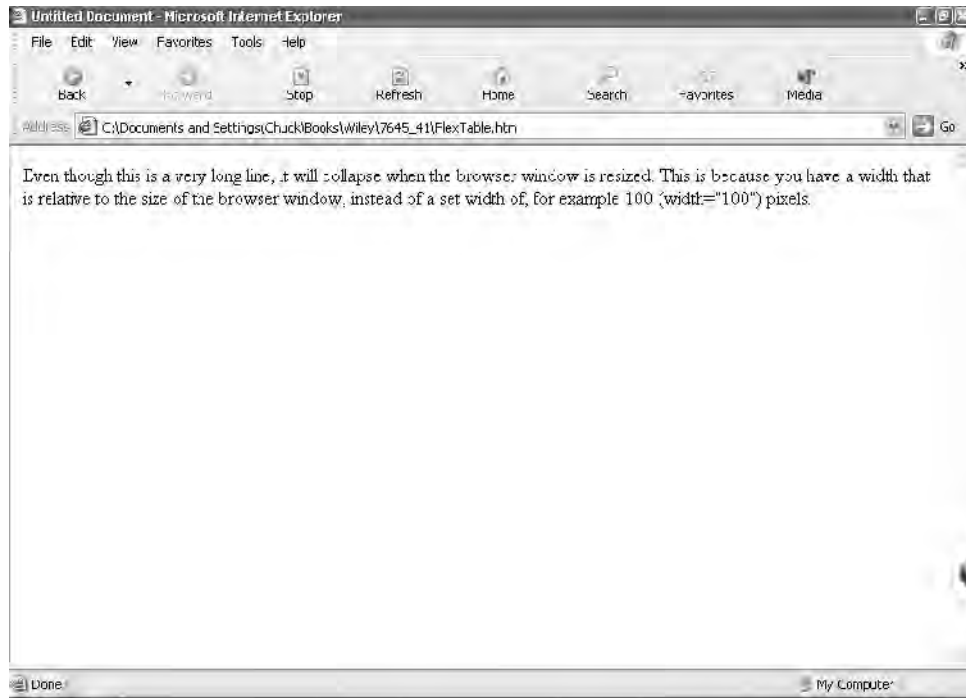 Untitled Document - Microsoft Internet Explorer
File Edit View Favorites Tools Help
Back Forward Stop Refresh Home Search Favorites Media
»
Address C:\Documents and Settings\Chuck\Books\Wiley\7645_41\FlexTable.htm Go
Even though this is a very long line, it will collapse when the browser window is resized. This is because you have a width that
is relative to the size of the browser window, instead of a set width of, for example 100 (width="100") pixels.
Done My Computer